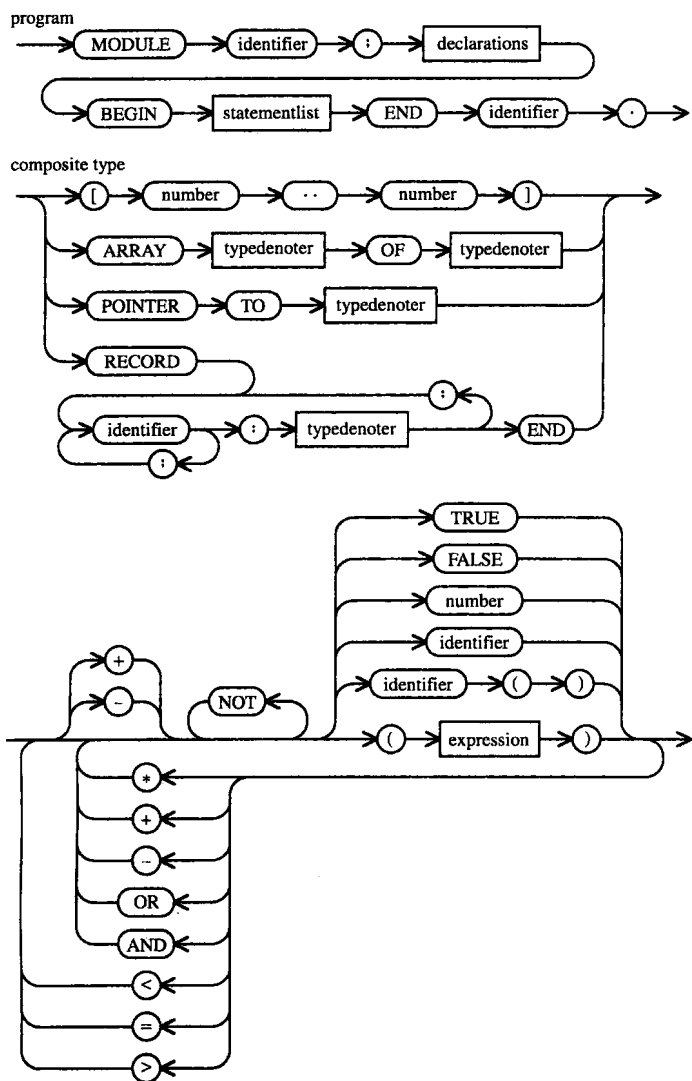 program
MODULE identifier ; declarations
BEGIN statementlist END identifier .
composite type
[ number .. number ]
ARRAY typedenoter OF typedenoter
POINTER TO typedenoter
RECORD
;
identifier : typedenoter END
;
TRUE
FALSE
number
+ identifier
- NOT identifier ( )
( expression )
*
+
-
OR
AND
<
=
>